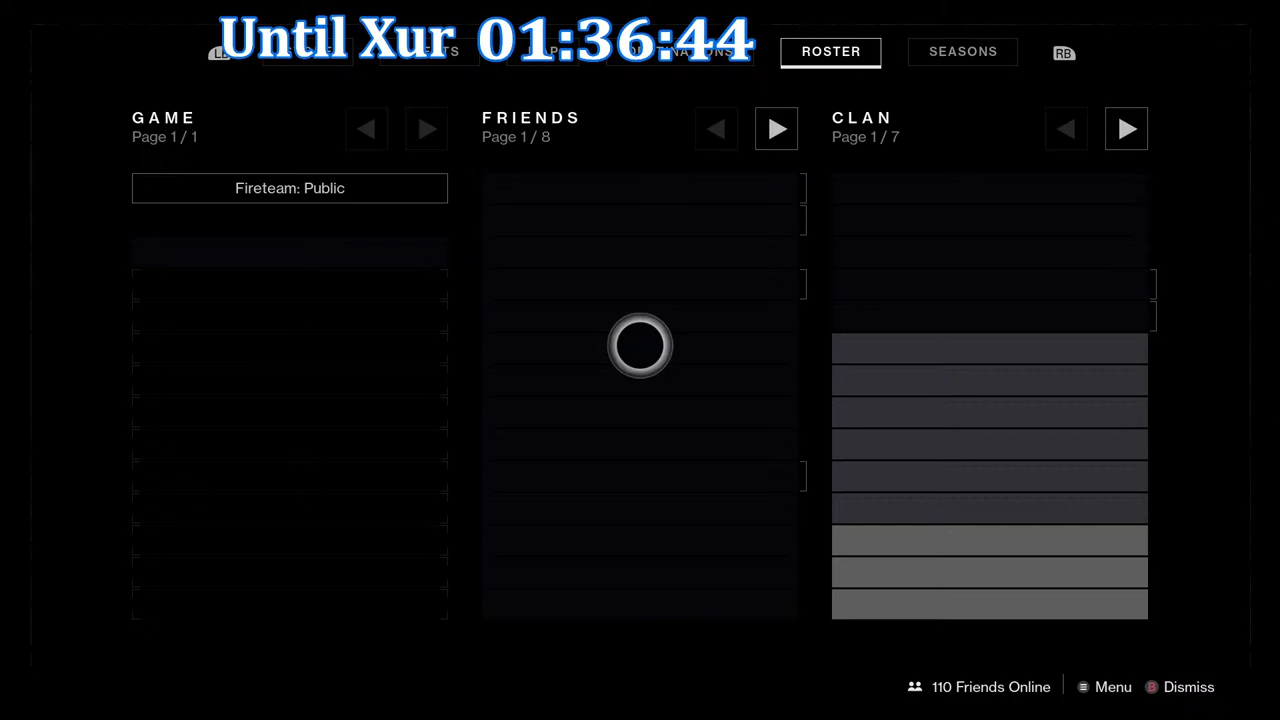 Until Xur 01:36:44
LB
ROSTER
SEASONS
RB
GAME
Page 1 / 1
FRIENDS
Page 1 / 8
CLAN
Page 1 / 7
Fireteam: Public
110 Friends Online
Menu
B Dismiss